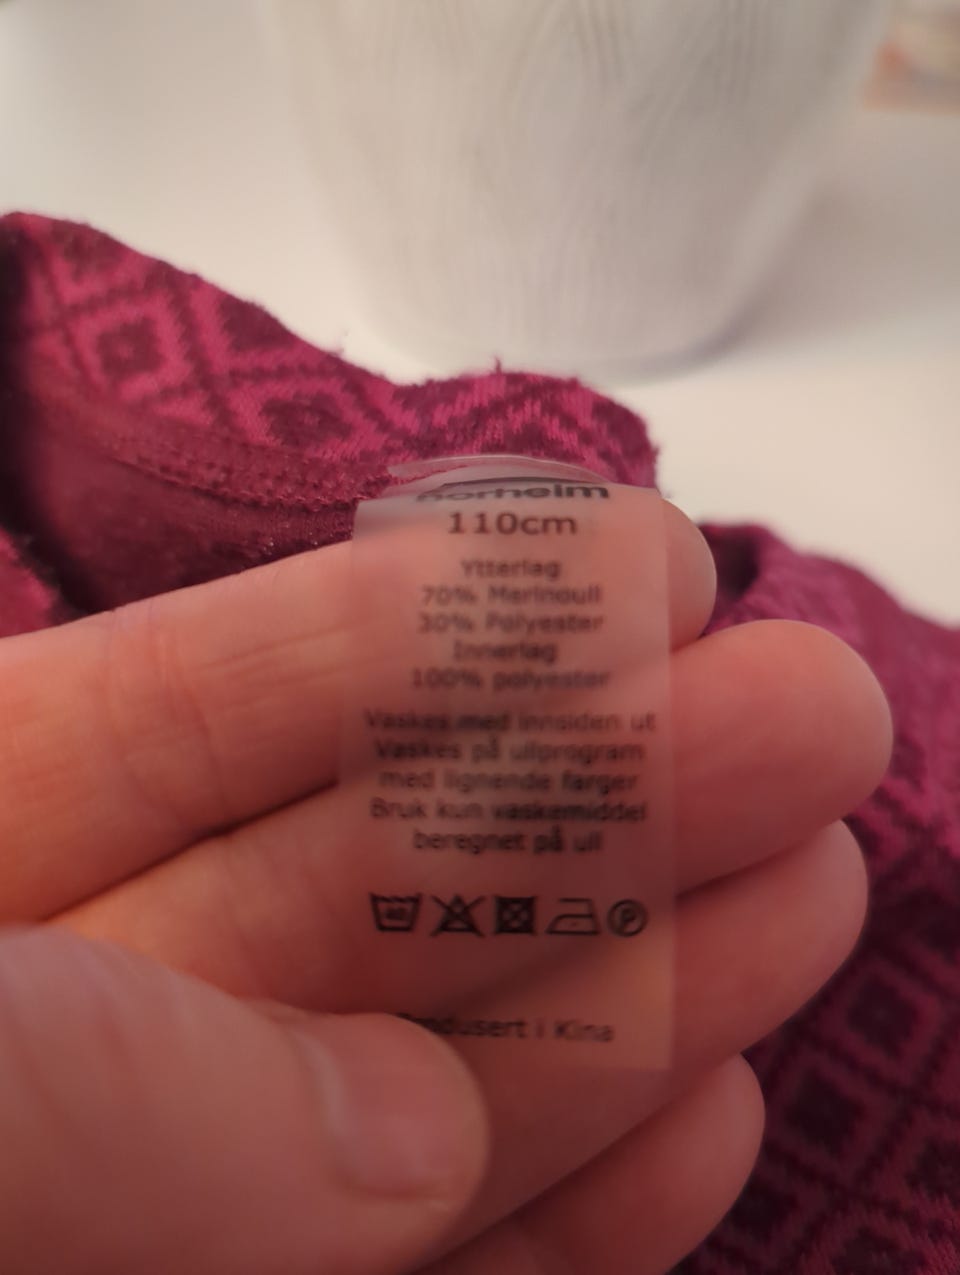 norheim
110cm
Ytterlag
70% Merinoull
30% Polyester
Innerlag
100% polyester
Vaskes med innsiden ut
Vaskes på ullprogram
med lignende farger
Bruk kun vaskemiddel
beregnet på ull
P
Produsert i Kina